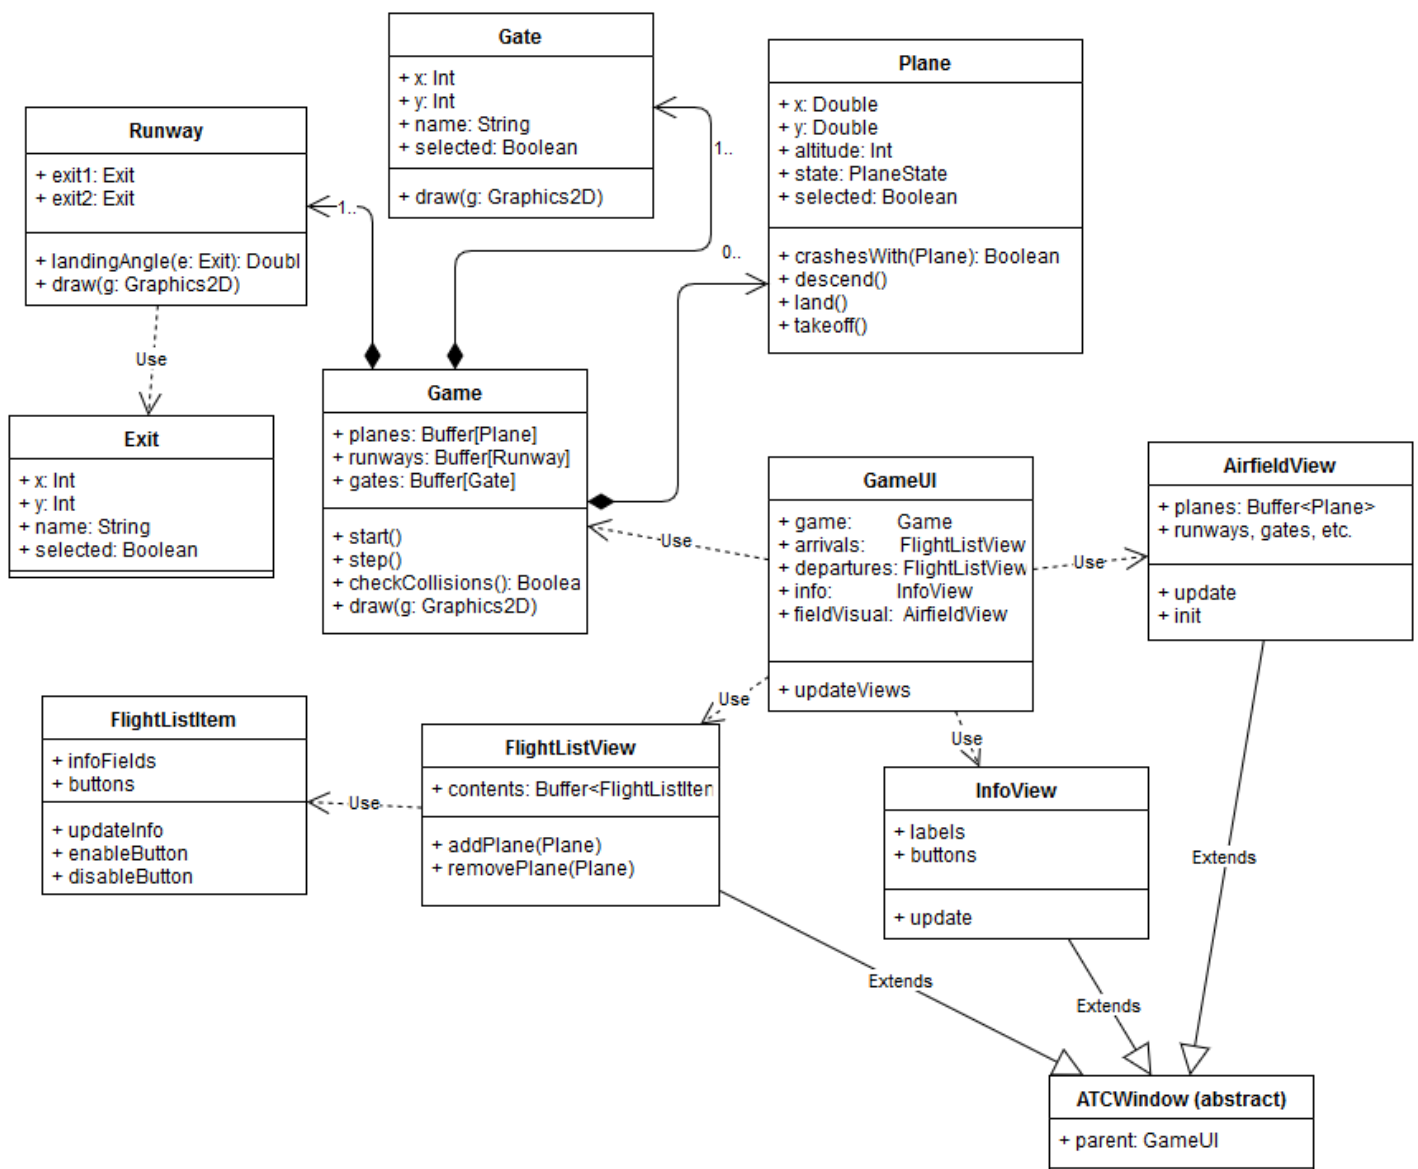 Gate
+ x: Int
+ y: Int
+ name: String
+ selected: Boolean
+ draw(g: Graphics2D)
Plane
+ x: Double
+ y: Double
+ altitude: Int
+ state: PlaneState
+ selected: Boolean
+ crashesWith(Plane): Boolean
+ descend()
+ land()
+ takeoff()
Runway
+ exit1: Exit
+ exit2: Exit
+ landingAngle(e: Exit): Doubl
+ draw(g: Graphics2D)
1..
1..
0..
Use
Exit
+ x: Int
+ y: Int
+ name: String
+ selected: Boolean
Game
+ planes: Buffer[Plane]
+ runways: Buffer[Runway]
+ gates: Buffer[Gate]
+ start()
+ step()
+ checkCollisions(): Boolea
+ draw(g: Graphics2D)
Use
GameUI
+ game: Game
+ arrivals: FlightListView
+ departures: FlightListView
+ info: InfoView
+ fieldVisual: AirfieldView
+ updateViews
Use
AirfieldView
+ planes: Buffer<Plane>
+ runways, gates, etc.
+ update
+ init
FlightListItem
+ infoFields
+ buttons
+ updateInfo
+ enableButton
+ disableButton
Use
FlightListView
+ contents: Buffer<FlightListIten
+ addPlane(Plane)
+ removePlane(Plane)
Use
Use
InfoView
+ labels
+ buttons
+ update
Extends
Extends
Extends
ATCWindow (abstract)
+ parent: GameUI